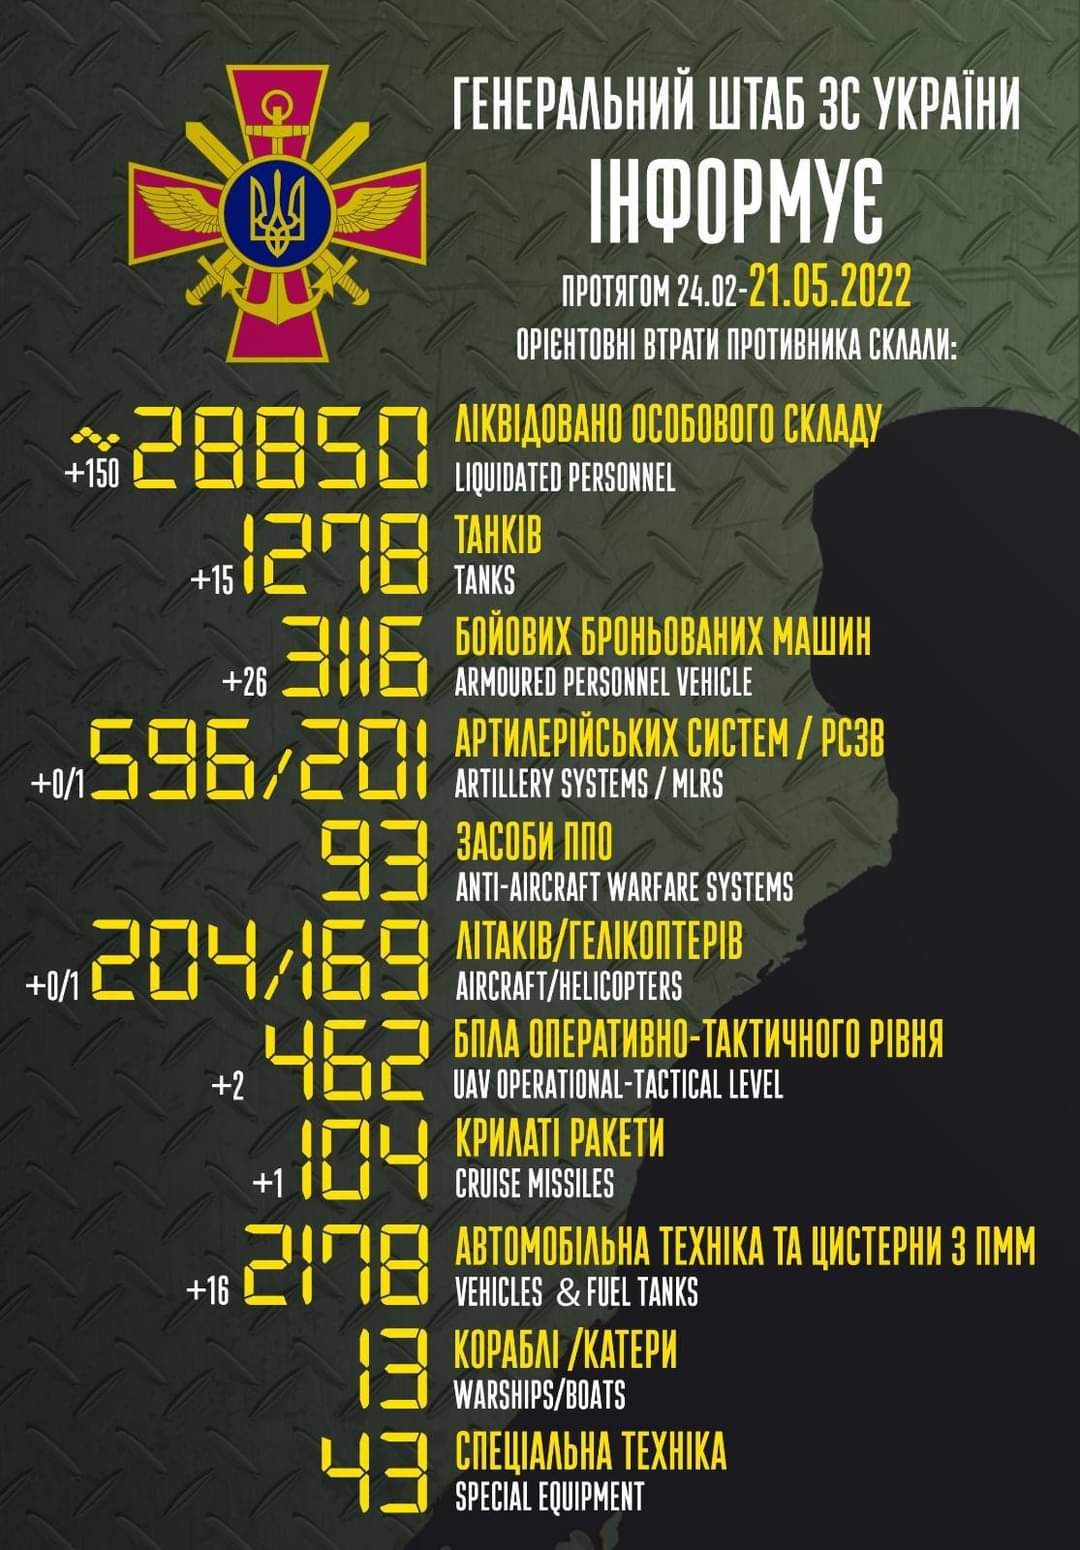 ГЕНЕРАЛЬНИЙ ШТАБ ЗС УКРАЇНИ
ІНФОРМУЄ
ПРОТЯГОМ 24.02-21.05.2022
ОРІЄНТОВНІ ВТРАТИ ПРОТИВНИКА СКЛАЛИ:
+150 ~28850 ЛІКВІДОВАНО ОСОБОВОГО СКЛАДУ
LIQUIDATED PERSONNEL
+15 1278 ТАНКІВ
TANKS
+26 3116 БОЙОВИХ БРОНЬОВАНИХ МАШИН
ARMOURED PERSONNEL VEHICLE
+0/1 596/201 АРТИЛЕРІЙСЬКИХ СИСТЕМ / РСЗВ
ARTILLERY SYSTEMS / MLRS
93 ЗАСОБИ ППО
ANTI-AIRCRAFT WARFARE SYSTEMS
+0/1 204/169 ЛІТАКІВ/ГЕЛІКОПТЕРІВ
AIRCRAFT/HELICOPTERS
+2 462 БПЛА ОПЕРАТИВНО-ТАКТИЧНОГО РІВНЯ
UAV OPERATIONAL-TACTICAL LEVEL
+1 104 КРИЛАТІ РАКЕТИ
CRUISE MISSILES
+16 2178 АВТОМОБІЛЬНА ТЕХНІКА ТА ЦИСТЕРНИ З ПММ
VEHICLES & FUEL TANKS
13 КОРАБЛІ /КАТЕРИ
WARSHIPS/BOATS
43 СПЕЦІАЛЬНА ТЕХНІКА
SPECIAL EQUIPMENT